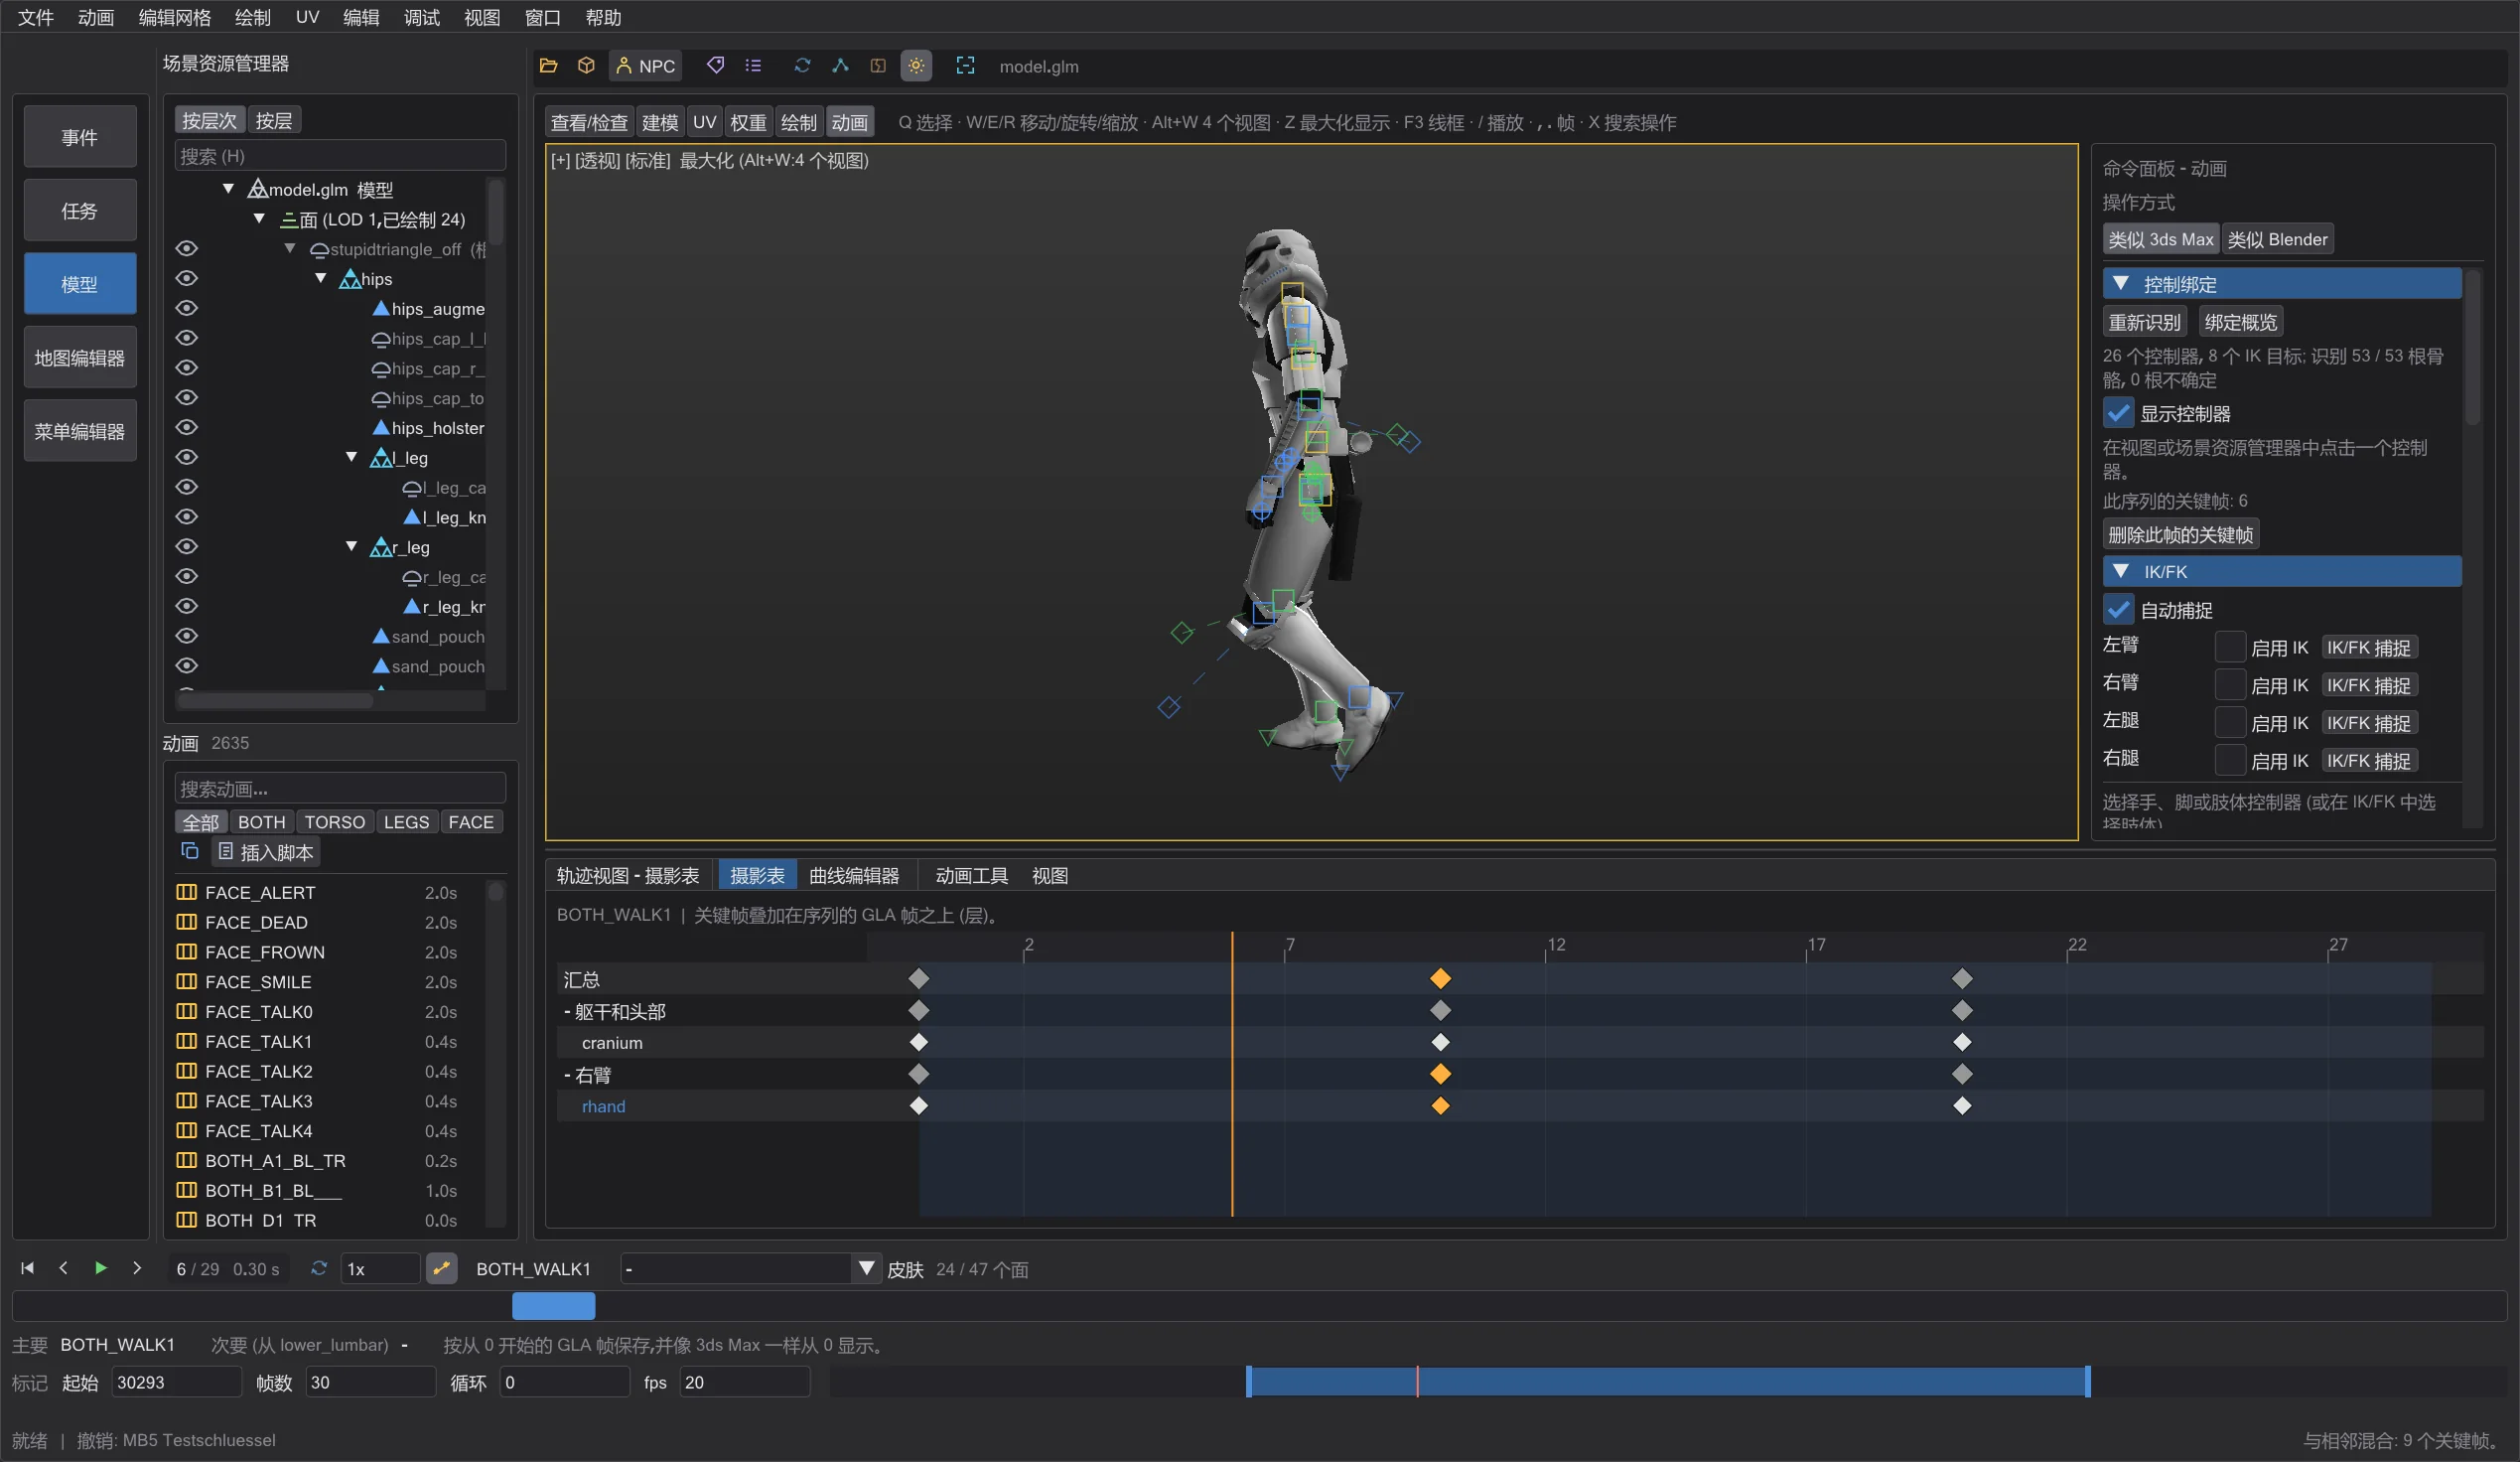 文件 动画 编辑网格 绘制 UV 编辑 调试 视图 窗口 帮助
场景资源管理器
NPC model.glm
事件
任务
模型
地图编辑器
菜单编辑器
按层次 按层
搜索 (H)
model.glm 模型
面 (LOD 1,已绘制 24)
stupidtriangle_off
hips
hips_augme
hips_cap_l_
hips_cap_r_
hips_cap_to
hips_holster
l_leg
l_leg_ca
l_leg_kn
r_leg
r_leg_ca
r_leg_kn
sand_pouch
sand_pouch
动画 2635
搜索动画...
全部 BOTH TORSO LEGS FACE
插入脚本
FACE_ALERT 2.0s
FACE_DEAD 2.0s
FACE_FROWN 2.0s
FACE_SMILE 2.0s
FACE_TALK0 2.0s
FACE_TALK1 0.4s
FACE_TALK2 0.4s
FACE_TALK3 0.4s
FACE_TALK4 0.4s
BOTH_A1_BL_TR 0.2s
BOTH_B1_BL___ 1.0s
BOTH_D1_TR 0.0s
查看/检查 建模 UV 权重 绘制 动画 Q 选择 · W/E/R 移动/旋转/缩放 · Alt+W 4 个视图 · Z 最大化显示 · F3 线框 · / 播放 · , . 帧 · X 搜索操作
[+] [透视] [标准] 最大化 (Alt+W:4 个视图)
命令面板 - 动画
操作方式
类似 3ds Max 类似 Blender
控制绑定
重新识别 绑定概览
26 个控制器, 8 个 IK 目标; 识别 53 / 53 根骨
骼, 0 根不确定
显示控制器
在视图或场景资源管理器中点击一个控制
器。
此序列的关键帧: 6
删除此帧的关键帧
IK/FK
自动捕捉
左臂 启用 IK IK/FK 捕捉
右臂 启用 IK IK/FK 捕捉
左腿 启用 IK IK/FK 捕捉
右腿 启用 IK IK/FK 捕捉
选择手、脚或肢体控制器 (或在 IK/FK 中选
择肢体)
轨迹视图 - 摄影表 摄影表 曲线编辑器 动画工具 视图
BOTH_WALK1 | 关键帧叠加在序列的 GLA 帧之上 (层)。
2 7 12 17 22 27
汇总
- 躯干和头部
cranium
- 右臂
rhand
6 / 29 0.30 s 1x BOTH_WALK1 - 皮肤 24 / 47 个面
主要 BOTH_WALK1 次要 (从 lower_lumbar) - 按从 0 开始的 GLA 帧保存,并像 3ds Max 一样从 0 显示。
标记 起始 30293 帧数 30 循环 0 fps 20
就绪 | 撤销: MB5 Testschluessel
与相邻混合: 9 个关键帧。